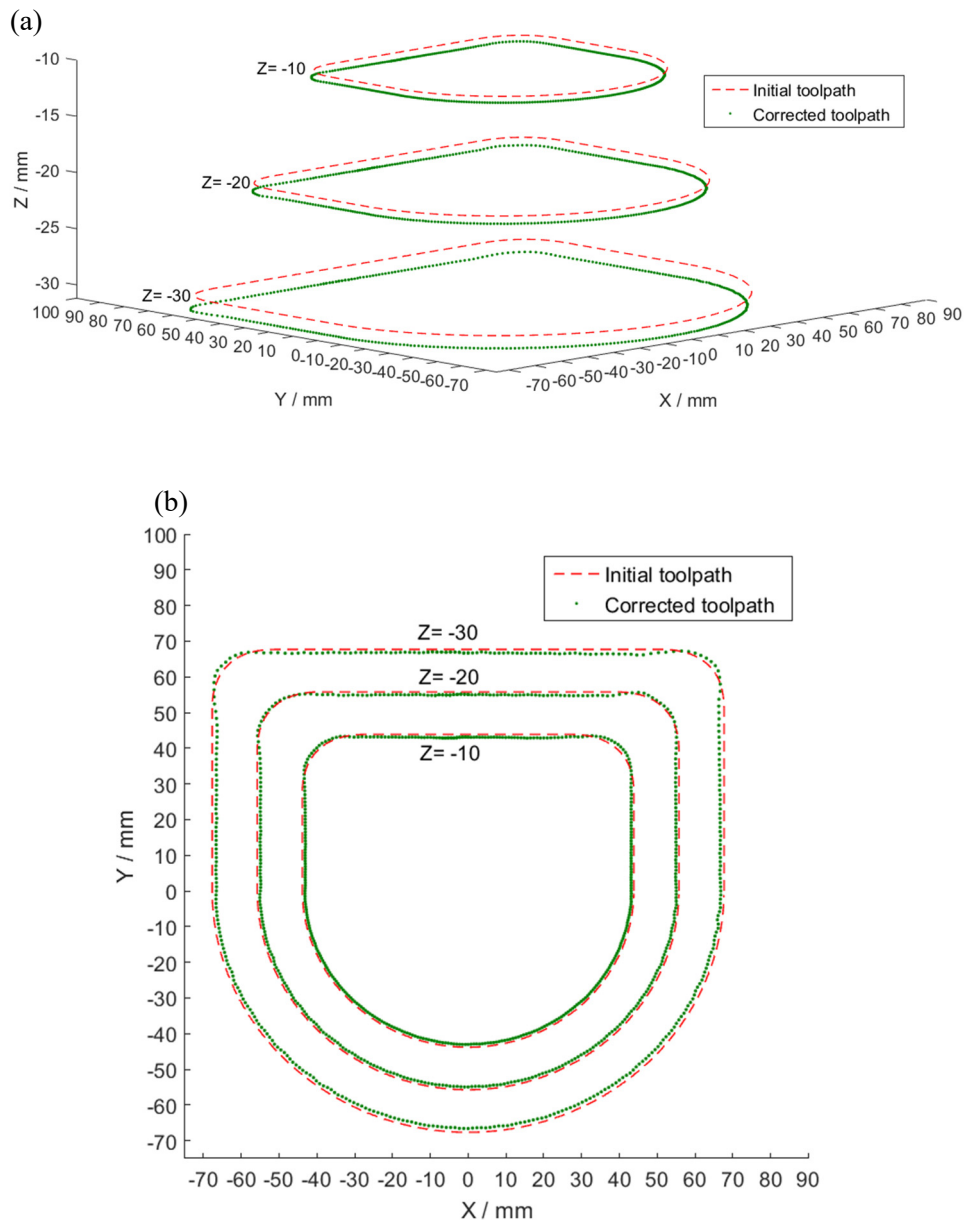 (a)
-10
-15
-20
-25
-30
Z / mm
Z= -10
Z= -20
Z= -30
Initial toolpath
Corrected toolpath
100 90 80 70 60 50 40 30 20 10 0 -10 -20 -30 -40 -50 -60 -70
Y / mm
-70 -60 -50 -40 -30 -20 -10 0 10 20 30 40 50 60 70 80 90
X / mm
(b)
100
90
80
70
60
50
40
30
20
10
0
-10
-20
-30
-40
-50
-60
-70
Y / mm
Initial toolpath
Corrected toolpath
Z= -30
Z= -20
Z= -10
-70 -60 -50 -40 -30 -20 -10 0 10 20 30 40 50 60 70 80 90
X / mm